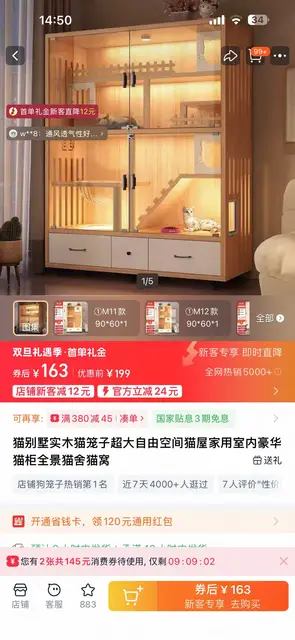 14:50
34
99+
首单礼金新客直降12元
w**8：通风透气性好...
1/5
图集
①M11款
90*60*1
①M12款
90*60*1
全部
双旦礼遇季·首单礼金
新客专享 即时直降
券后 ¥163 优惠前 ¥199
全网热销5000+
店铺新客减12元
官方立减24元
可再享：
满380减45
凑单
国家贴息3期免息
猫别墅实木猫笼子超大自由空间猫屋家用室内豪华
猫柜全景猫舍猫窝
送礼
店铺狗笼子热销第1名
近7天4000+人逛过
7人评价"性价
开通省钱卡，领120元通用红包
您有2张共145元消费券待使用，仅剩 09:09:02
店铺
客服
883
券后¥163
新客专享 去购买